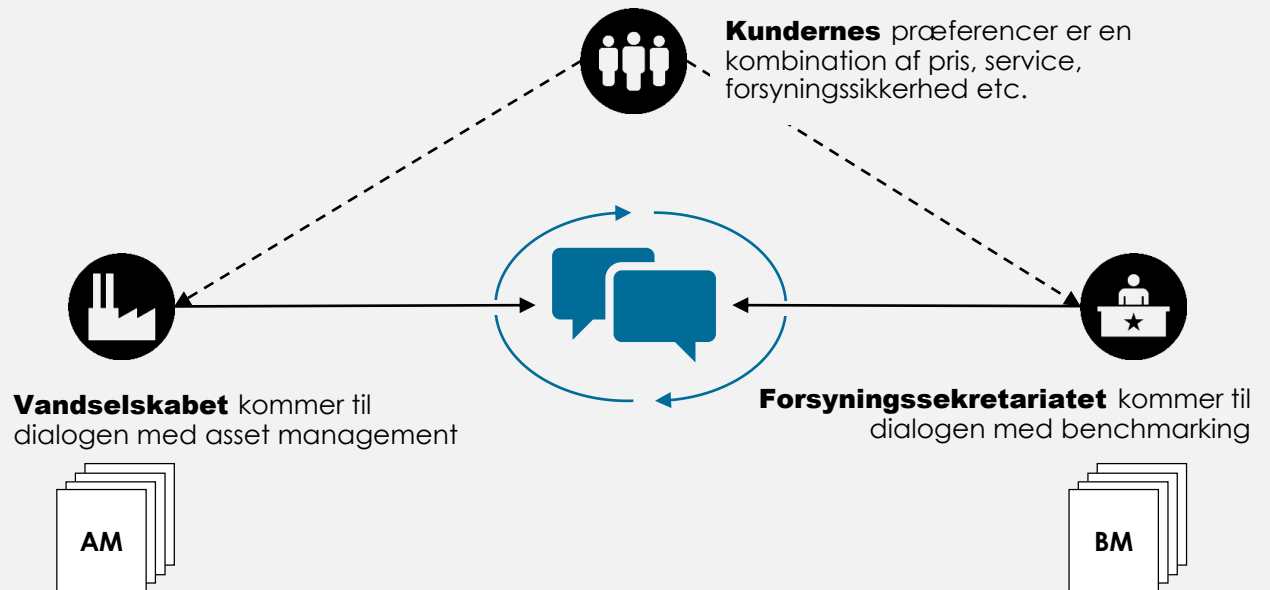 Kundernes præferencer er en
kombination af pris, service,
forsyningssikkerhed etc.
Vandselskabet kommer til
dialogen med asset management
Forsyningssekretariatet kommer til
dialogen med benchmarking
AM
BM